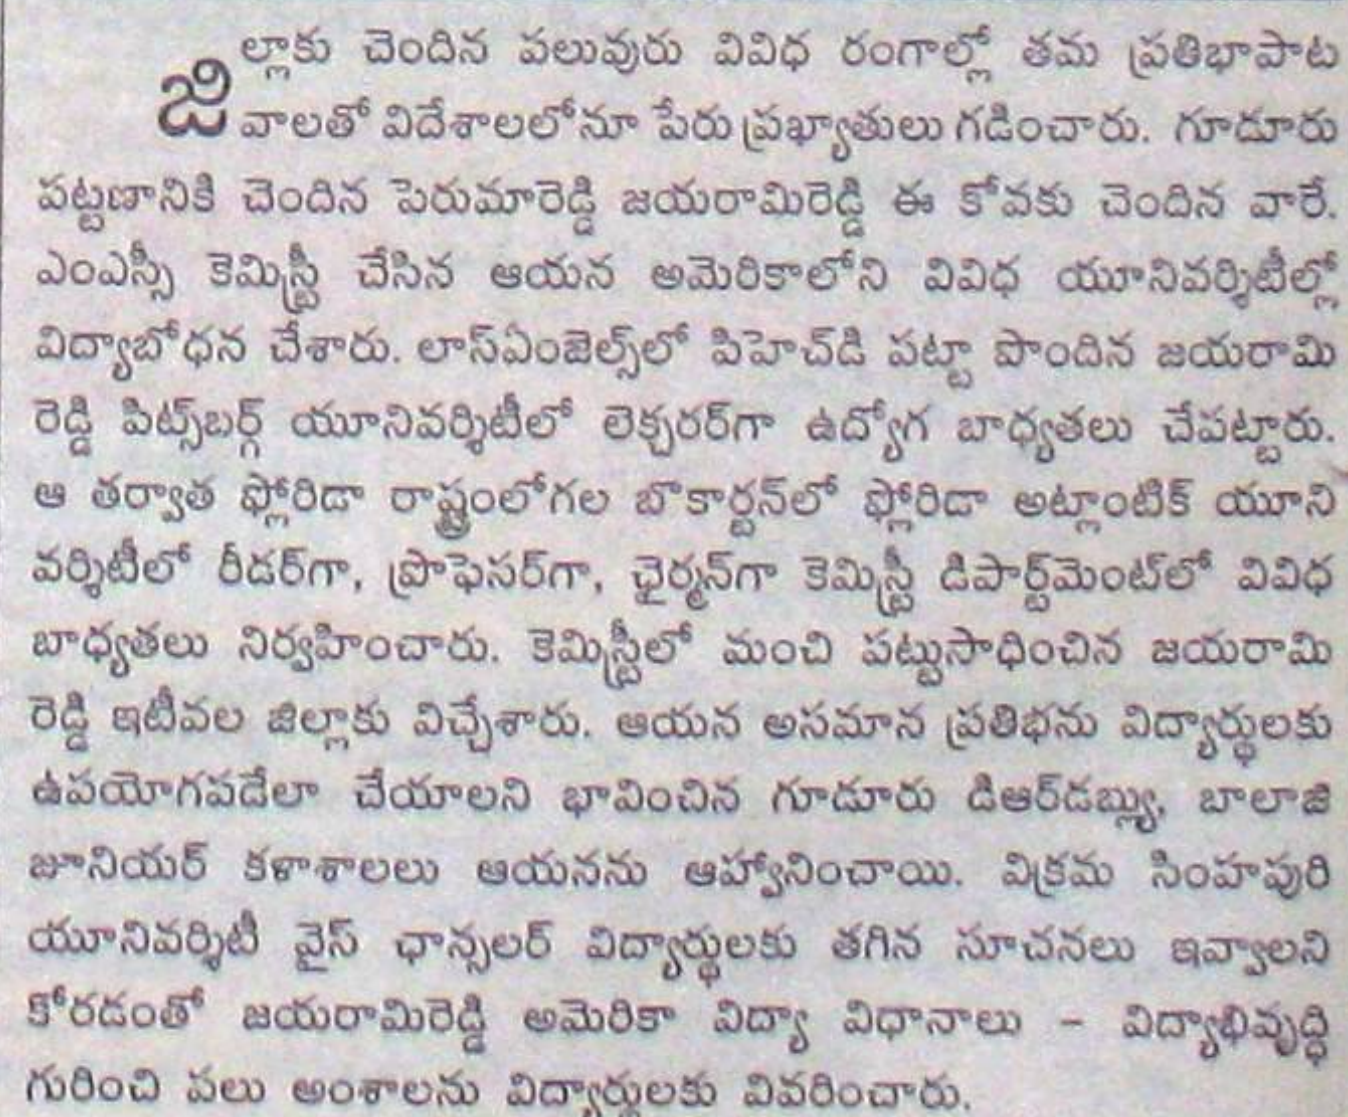 జిల్లాకు చెందిన పలువురు వివిధ రంగాల్లో తమ ప్రతిభాపాట
వాలతో విదేశాలలోనూ పేరు ప్రఖ్యాతులు గడించారు. గూడూరు
పట్టణానికి చెందిన పెరుమారెడ్డి జయరామిరెడ్డి ఈ కోవకు చెందిన వారే.
ఎంఎస్సీ కెమిస్ట్రీ చేసిన ఆయన అమెరికాలోని వివిధ యూనివర్శిటీల్లో
విద్యాబోధన చేశారు. లాస్ఏంజెల్స్‌లో పిహెచ్‌డి పట్టా పొందిన జయరామి
రెడ్డి పిట్స్‌బర్గ్ యూనివర్శిటీలో లెక్చరర్‌గా ఉద్యోగ బాధ్యతలు చేపట్టారు.
ఆ తర్వాత ఫ్లోరిడా రాష్ట్రంలోగల బొకార్టన్‌లో ఫ్లోరిడా అట్లాంటిక్ యూని
వర్శిటీలో రీడర్‌గా, ప్రొఫెసర్‌గా, ఛైర్మన్‌గా కెమిస్ట్రీ డిపార్ట్‌మెంట్‌లో వివిధ
బాధ్యతలు నిర్వహించారు. కెమిస్ట్రీలో మంచి పట్టుసాధించిన జయరామి
రెడ్డి ఇటీవల జిల్లాకు విచ్చేశారు. ఆయన అసమాన ప్రతిభను విద్యార్థులకు
ఉపయోగపడేలా చేయాలని భావించిన గూడూరు డిఆర్‌డబ్ల్యు, బాలాజి
జూనియర్ కళాశాలలు ఆయనను ఆహ్వానించాయి. విక్రమ సింహపురి
యూనివర్శిటీ వైస్ ఛాన్సలర్ విద్యార్థులకు తగిన సూచనలు ఇవ్వాలని
కోరడంతో జయరామిరెడ్డి అమెరికా విద్యా విధానాలు - విద్యాభివృద్ధి
గురించి పలు అంశాలను విద్యార్థులకు వివరించారు.